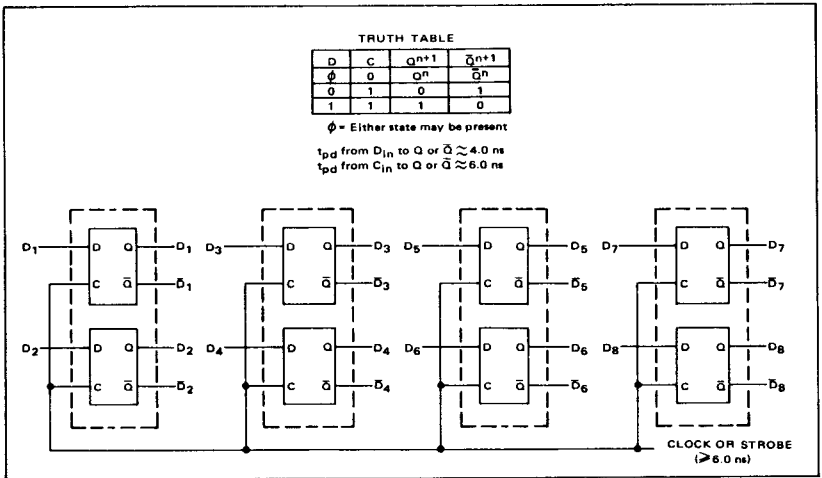 TRUTH TABLE
D C Qⁿ⁺¹ Q̄ⁿ⁺¹
ϕ 0 Qⁿ Q̄ⁿ
0 1 0 1
1 1 1 0
ϕ = Either state may be present
tpd from Din to Q or Q̄ ≈ 4.0 ns
tpd from Cin to Q or Q̄ ≈ 6.0 ns
D1 D Q D1 D3 D Q D3 D5 D Q D5 D7 D Q D7
C Q̄ D̄1 C Q̄ D̄3 C Q̄ D̄5 C Q̄ D̄7
D2 D Q D2 D4 D Q D4 D6 D Q D6 D8 D Q D8
C Q̄ D̄2 C Q̄ D̄4 C Q̄ D̄6 C Q̄ D̄8
CLOCK OR STROBE
(⩾6.0 ns)